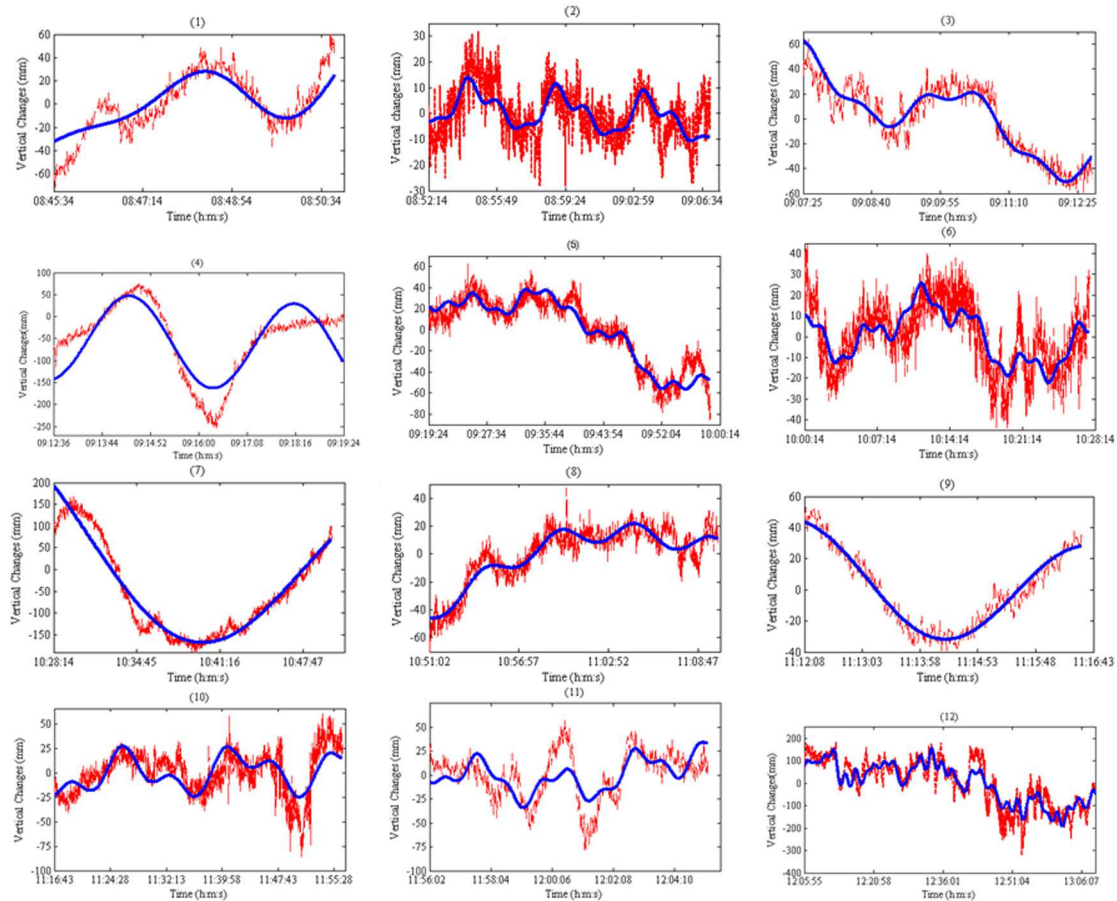 (1)
Vertical Changes (mm)
60
40
20
0
-20
-40
-60
08:45:34 08:47:14 08:48:54 08:50:34
Time (h:m:s)
(2)
Vertical changes (mm)
30
20
10
0
-10
-20
-30
08:52:14 08:55:49 08:59:24 09:02:59 09:06:34
Time (h:m:s)
(3)
Vertical Changes (mm)
60
40
20
0
-20
-40
-60
09:07:25 09:08:40 09:09:55 09:11:10 09:12:25
Time (h:m:s)
(4)
Vertical Changes(mm)
100
50
0
-50
-100
-150
-200
-250
09:12:36 09:13:44 09:14:52 09:16:00 09:17:08 09:18:16 09:19:24
Time (h:m:s)
(5)
Vertical Changes (mm)
60
40
20
0
-20
-40
-60
-80
09:19:24 09:27:34 09:35:44 09:43:54 09:52:04 10:00:14
Time (h:m:s)
(6)
Vertical Changes (mm)
40
30
20
10
0
-10
-20
-30
-40
10:00:14 10:07:14 10:14:14 10:21:14 10:28:14
Time (h:m:s)
(7)
Vertical Changes (mm)
200
150
100
50
0
-50
-100
-150
10:28:14 10:34:45 10:41:16 10:47:47
Time (h:m:s)
(8)
Vertical Changes (mm)
40
20
0
-20
-40
-60
10:51:02 10:56:57 11:02:52 11:08:47
Time (h:m:s)
(9)
Vertical Changes (mm)
60
40
20
0
-20
-40
11:12:08 11:13:03 11:13:58 11:14:53 11:15:48 11:16:43
Time (h:m:s)
(10)
Vertical Changes (mm)
50
25
0
-25
-50
-75
-100
11:16:43 11:24:28 11:32:13 11:39:58 11:47:43 11:55:28
Time (h:m:s)
(11)
Vertical Changes (mm)
50
25
0
-25
-50
-75
-100
11:56:02 11:58:04 12:00:06 12:02:08 12:04:10
Time (h:m:s)
(12)
Vertical Changes(mm)
200
100
0
-100
-200
-300
-400
12:05:55 12:20:58 12:36:01 12:51:04 13:06:07
Time (h:m:s)